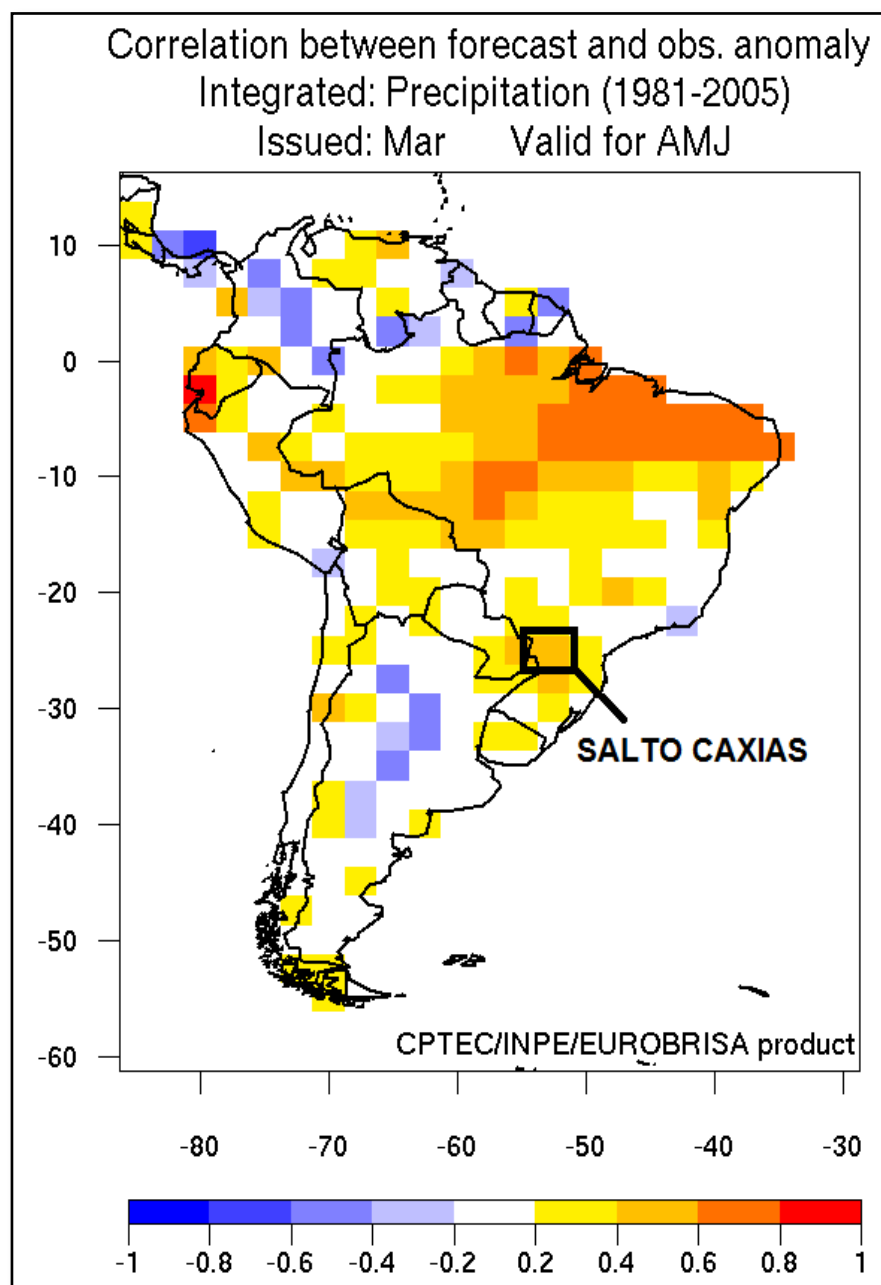 Correlation between forecast and obs. anomaly
Integrated: Precipitation (1981-2005)
Issued: Mar Valid for AMJ
10
0
-10
-20
-30
-40
-50
-60
SALTO CAXIAS
CPTEC/INPE/EUROBRISA product
-80 -70 -60 -50 -40 -30
-1 -0.8 -0.6 -0.4 -0.2 0.2 0.4 0.6 0.8 1